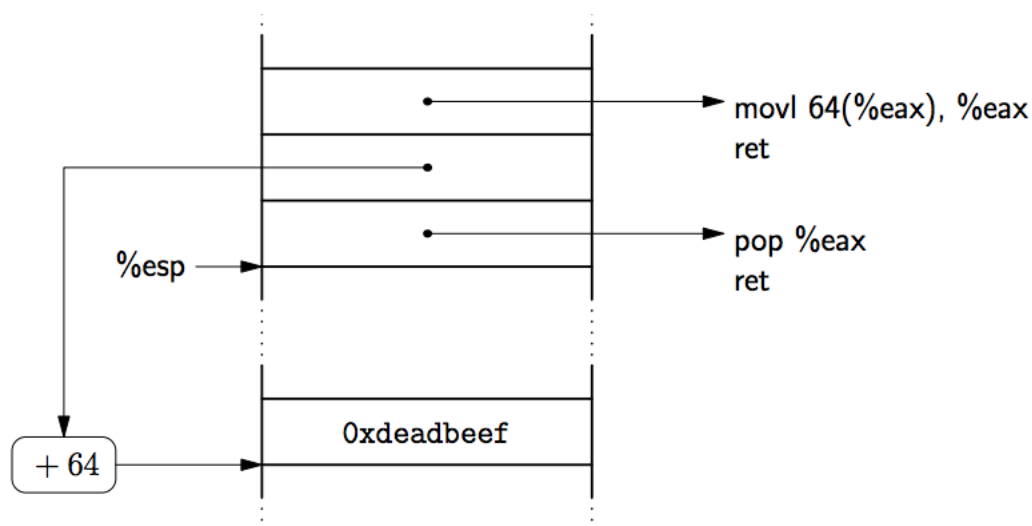 movl 64(%eax), %eax
ret
pop %eax
ret
%esp
0xdeadbeef
+ 64